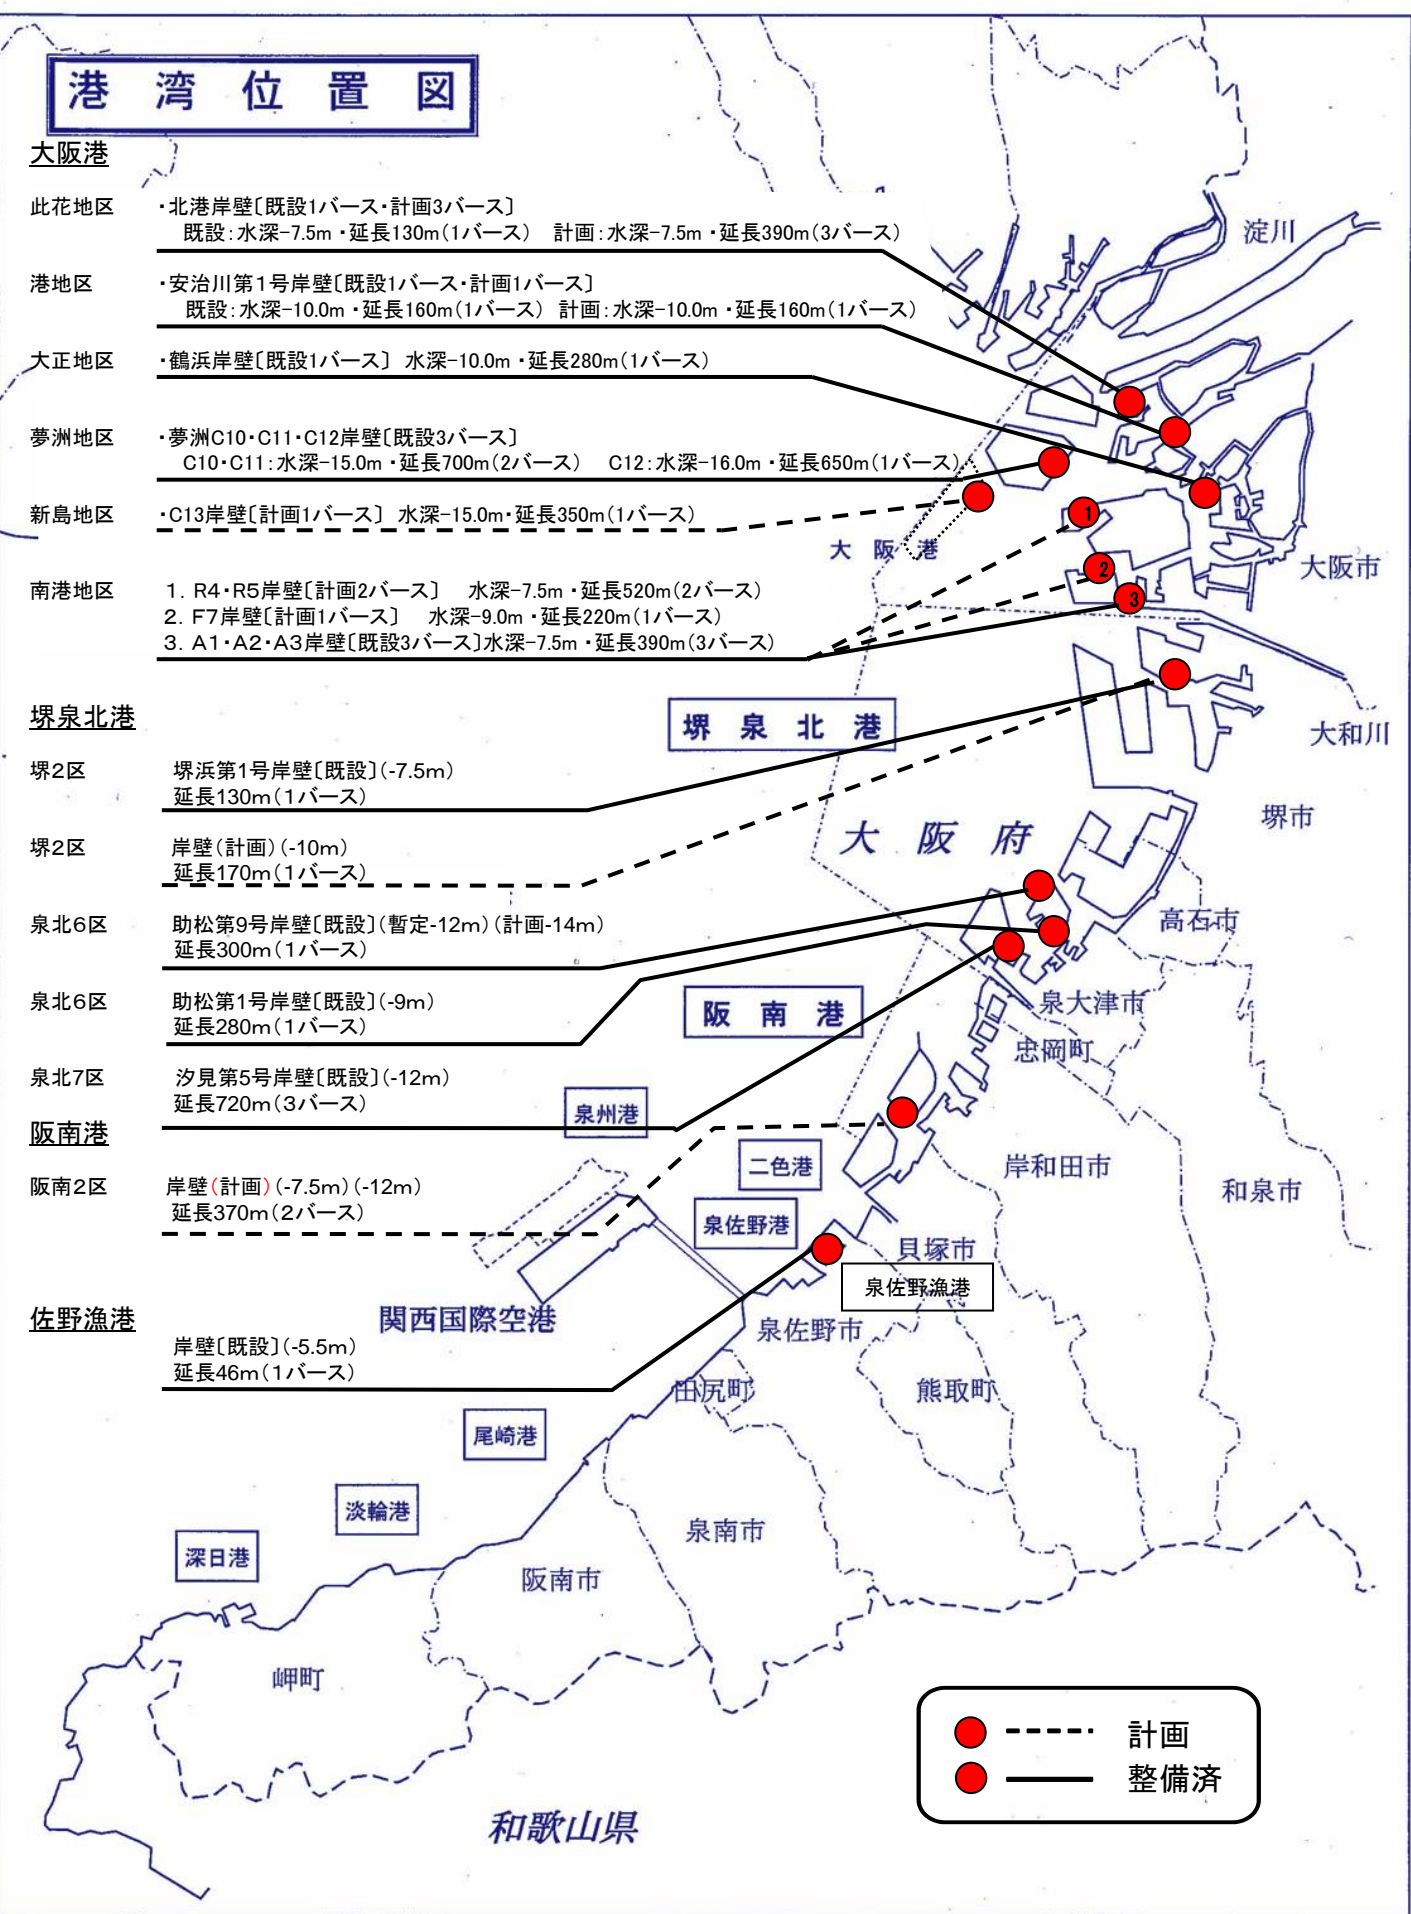 港湾位置図
大阪港
此花地区 ・北港岸壁〔既設1バース・計画3バース〕
既設：水深-7.5m・延長130m（1バース） 計画：水深-7.5m・延長390m（3バース）
港地区 ・安治川第1号岸壁〔既設1バース・計画1バース〕
既設：水深-10.0m・延長160m（1バース） 計画：水深-10.0m・延長160m（1バース）
大正地区 ・鶴浜岸壁〔既設1バース〕 水深-10.0m・延長280m（1バース）
夢洲地区 ・夢洲C10・C11・C12岸壁〔既設3バース〕
C10・C11：水深-15.0m・延長700m（2バース） C12：水深-16.0m・延長650m（1バース）
新島地区 ・C13岸壁〔計画1バース〕 水深-15.0m・延長350m（1バース）
南港地区 1．R4・R5岸壁〔計画2バース〕 水深-7.5m・延長520m（2バース）
2．F7岸壁〔計画1バース〕 水深-9.0m・延長220m（1バース）
3．A1・A2・A3岸壁〔既設3バース〕水深-7.5m・延長390m（3バース）
堺泉北港
堺2区 堺浜第1号岸壁〔既設〕（-7.5m）
延長130m（1バース）
堺2区 岸壁（計画）（-10m）
延長170m（1バース）
泉北6区 助松第9号岸壁〔既設〕（暫定-12m）（計画-14m）
延長300m（1バース）
泉北6区 助松第1号岸壁〔既設〕（-9m）
延長280m（1バース）
泉北7区 汐見第5号岸壁〔既設〕（-12m）
延長720m（3バース）
阪南港
阪南2区 岸壁（計画）（-7.5m）（-12m）
延長370m（2バース）
佐野漁港
岸壁〔既設〕（-5.5m）
延長46m（1バース）
淀川
1
大阪港
2
大阪市
3
堺泉北港
大和川
堺市
大阪府
高石市
阪南港
泉大津市
忠岡町
泉州港
二色港
岸和田市
和泉市
泉佐野港
貝塚市
泉佐野漁港
関西国際空港
泉佐野市
田尻町
熊取町
尾崎港
淡輪港
泉南市
深日港
阪南市
岬町
和歌山県
計画
整備済